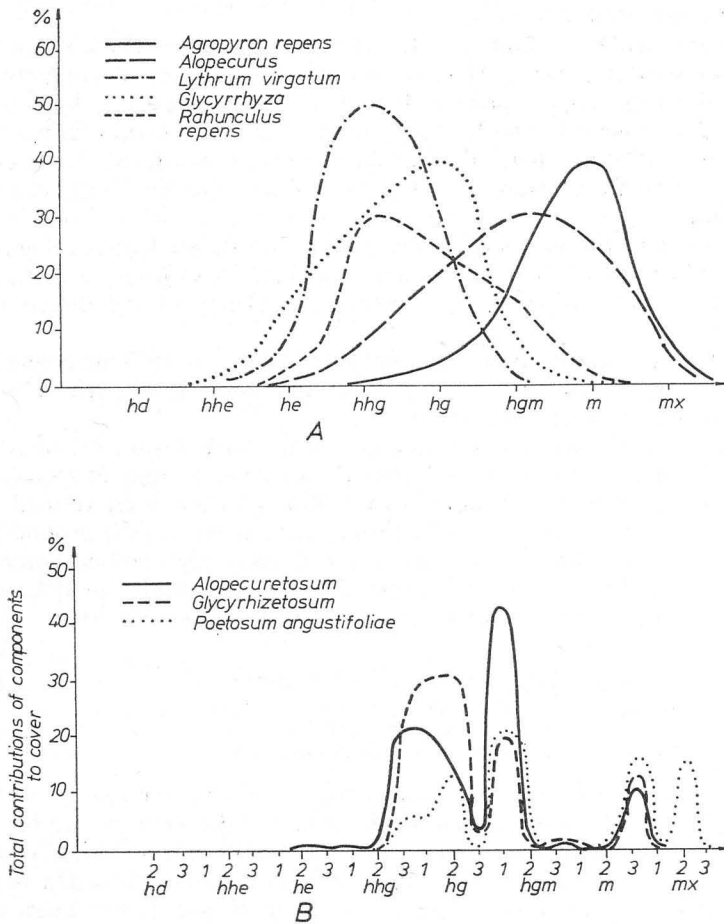 %
60
50
40
30
20
10
0
Agropyron repens
Alopecurus
Lythrum virgatum
Glycyrrhyza
Rahunculus
repens
hd hhe he hhg hg hgm m mx
A
%
50
40
30
20
10
0
Total contributions of components
to cover
Alopecuretosum
Glycyrhizetosum
Poetosum angustifoliae
2 3 1 2 3 1 2 3 1 2 3 1 2 3 1 2 3 1 2 3 1 2 3
hd hhe he hhg hg hgm m mx
B